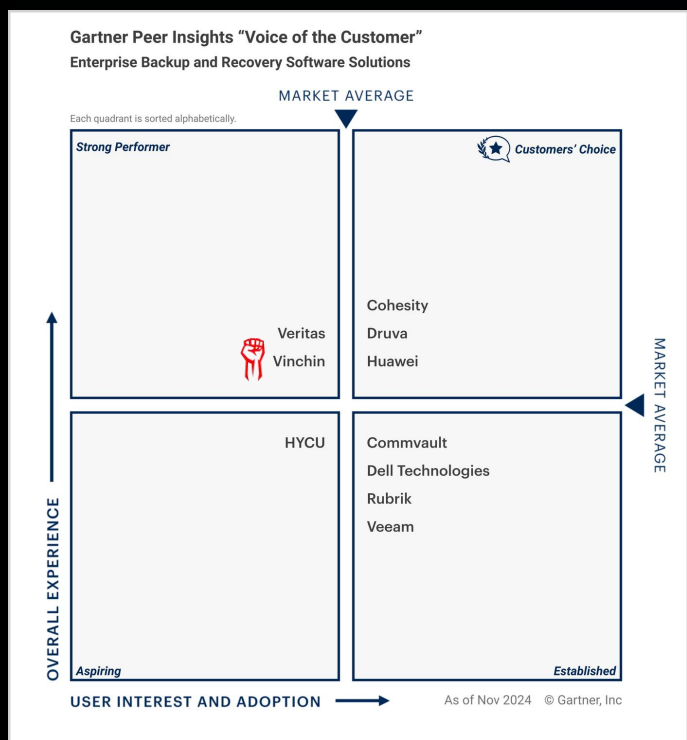 Gartner Peer Insights “Voice of the Customer”
Enterprise Backup and Recovery Software Solutions
MARKET AVERAGE
Each quadrant is sorted alphabetically.
Strong Performer
Customers’ Choice
Veritas
Vinchin
Cohesity
Druva
Huawei
MARKET AVERAGE
HYCU
Commvault
Dell Technologies
Rubrik
Veeam
Aspiring
Established
OVERALL EXPERIENCE
USER INTEREST AND ADOPTION
As of Nov 2024 © Gartner, Inc